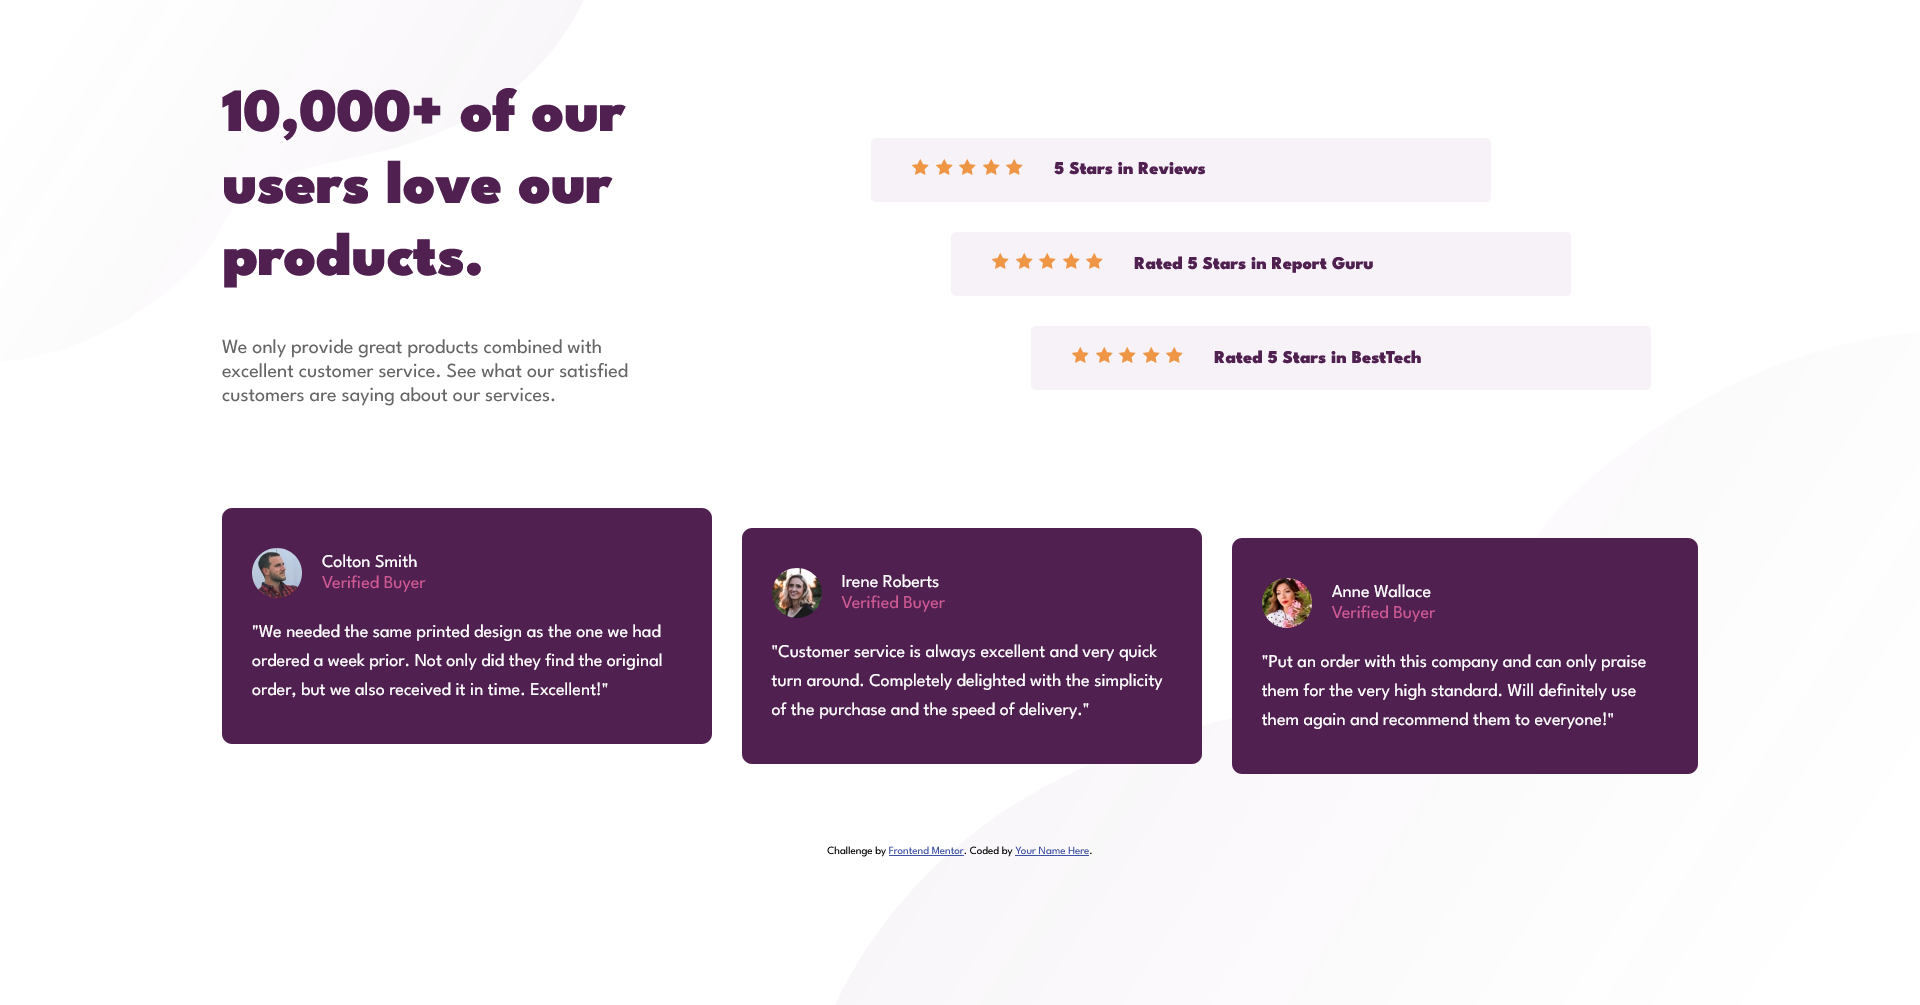 10,000+ of our
users love our
products.
We only provide great products combined with
excellent customer service. See what our satisfied
customers are saying about our services.
5 Stars in Reviews
Rated 5 Stars in Report Guru
Rated 5 Stars in BestTech
Colton Smith
Verified Buyer
"We needed the same printed design as the one we had
ordered a week prior. Not only did they find the original
order, but we also received it in time. Excellent!"
Irene Roberts
Verified Buyer
"Customer service is always excellent and very quick
turn around. Completely delighted with the simplicity
of the purchase and the speed of delivery."
Anne Wallace
Verified Buyer
"Put an order with this company and can only praise
them for the very high standard. Will definitely use
them again and recommend them to everyone!"
Challenge by Frontend Mentor. Coded by Your Name Here.